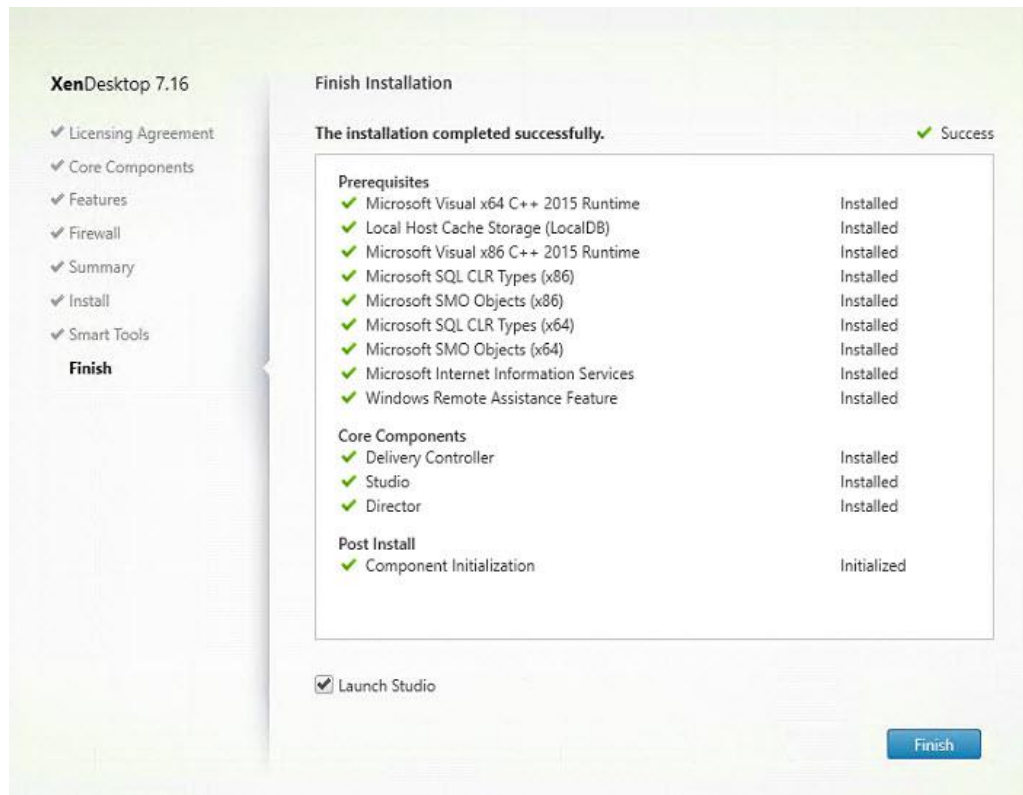 XenDesktop 7.16
Licensing Agreement
Core Components
Features
Firewall
Summary
Install
Smart Tools
Finish
Finish Installation
The installation completed successfully. Success
Prerequisites
Microsoft Visual x64 C++ 2015 Runtime Installed
Local Host Cache Storage (LocalDB) Installed
Microsoft Visual x86 C++ 2015 Runtime Installed
Microsoft SQL CLR Types (x86) Installed
Microsoft SMO Objects (x86) Installed
Microsoft SQL CLR Types (x64) Installed
Microsoft SMO Objects (x64) Installed
Microsoft Internet Information Services Installed
Windows Remote Assistance Feature Installed
Core Components
Delivery Controller Installed
Studio Installed
Director Installed
Post Install
Component Initialization Initialized
Launch Studio
Finish